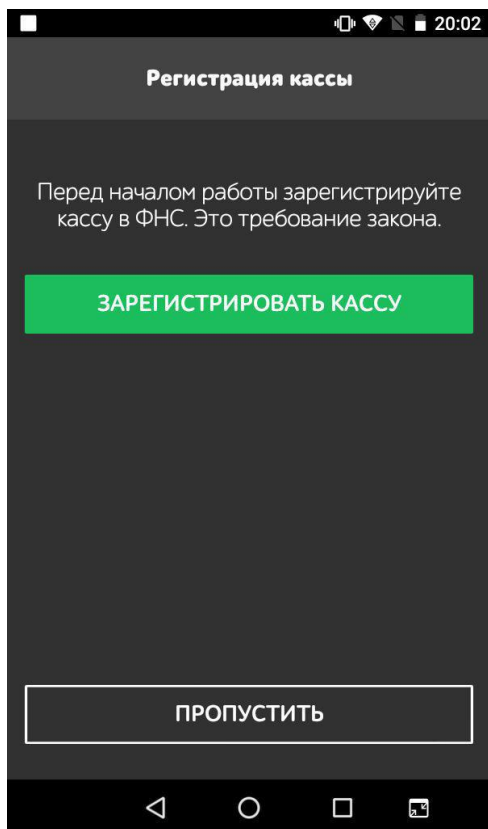 20:02
Регистрация кассы
Перед началом работы зарегистрируйте
кассу в ФНС. Это требование закона.
ЗАРЕГИСТРИРОВАТЬ КАССУ
ПРОПУСТИТЬ